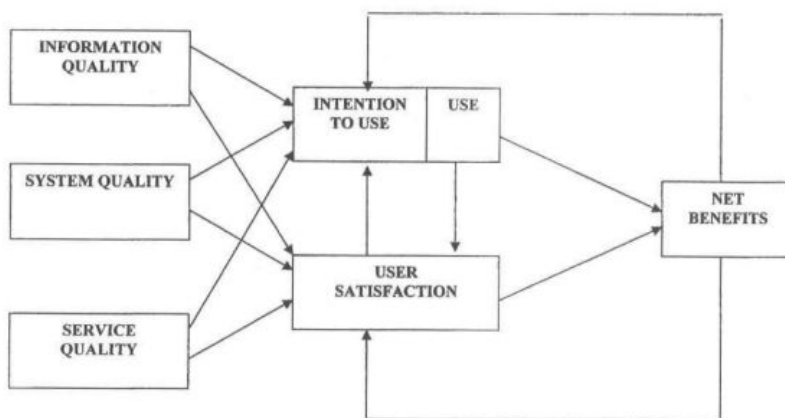 INFORMATION
QUALITY
INTENTION
TO USE
USE
SYSTEM QUALITY
NET
BENEFITS
USER
SATISFACTION
SERVICE
QUALITY